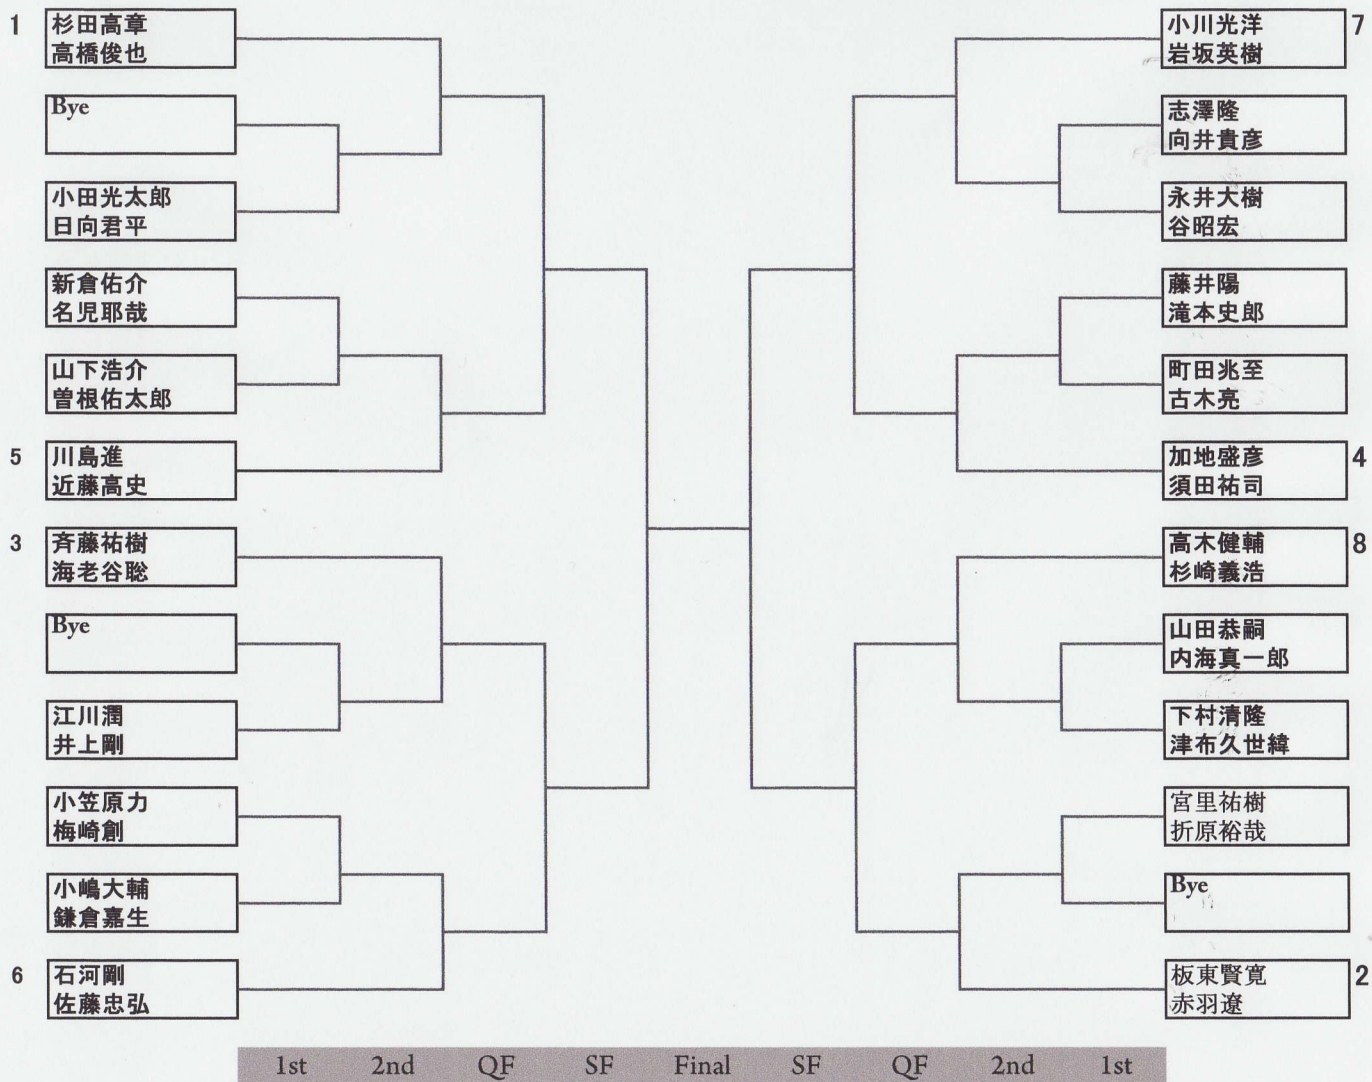 1
杉田高章
高橋俊也
Bye
小田光太郎
日向君平
新倉佑介
名児耶哉
山下浩介
曽根佑太郎
5
川島進
近藤高史
3
斉藤祐樹
海老谷聡
Bye
江川潤
井上剛
小笠原力
梅崎創
小嶋大輔
鎌倉嘉生
6
石河剛
佐藤忠弘
小川光洋
岩坂英樹
7
志澤隆
向井貴彦
永井大樹
谷昭宏
藤井陽
滝本史郎
町田兆至
古木亮
加地盛彦
須田祐司
4
高木健輔
杉崎義浩
8
山田恭嗣
内海真一郎
下村清隆
津布久世緯
宮里祐樹
折原裕哉
Bye
板東賢寛
赤羽遼
2
1st 2nd QF SF Final SF QF 2nd 1st